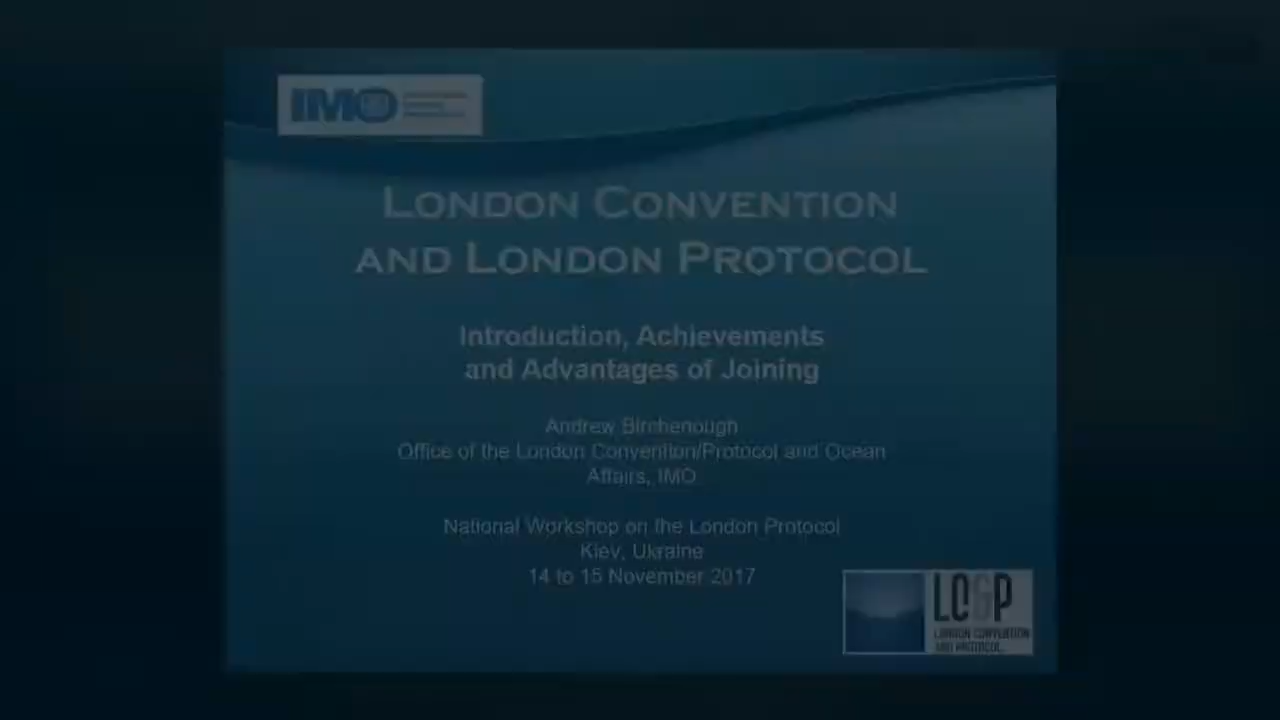 IMO
LONDON CONVENTION
AND LONDON PROTOCOL
Introduction, Achievements
and Advantages of Joining
Andrew Birchenough
Office of the London Convention/Protocol and Ocean
Affairs, IMO
National Workshop on the London Protocol
Kiev, Ukraine
14 to 15 November 2017
LC&P
LONDON CONVENTION
AND PROTOCOL